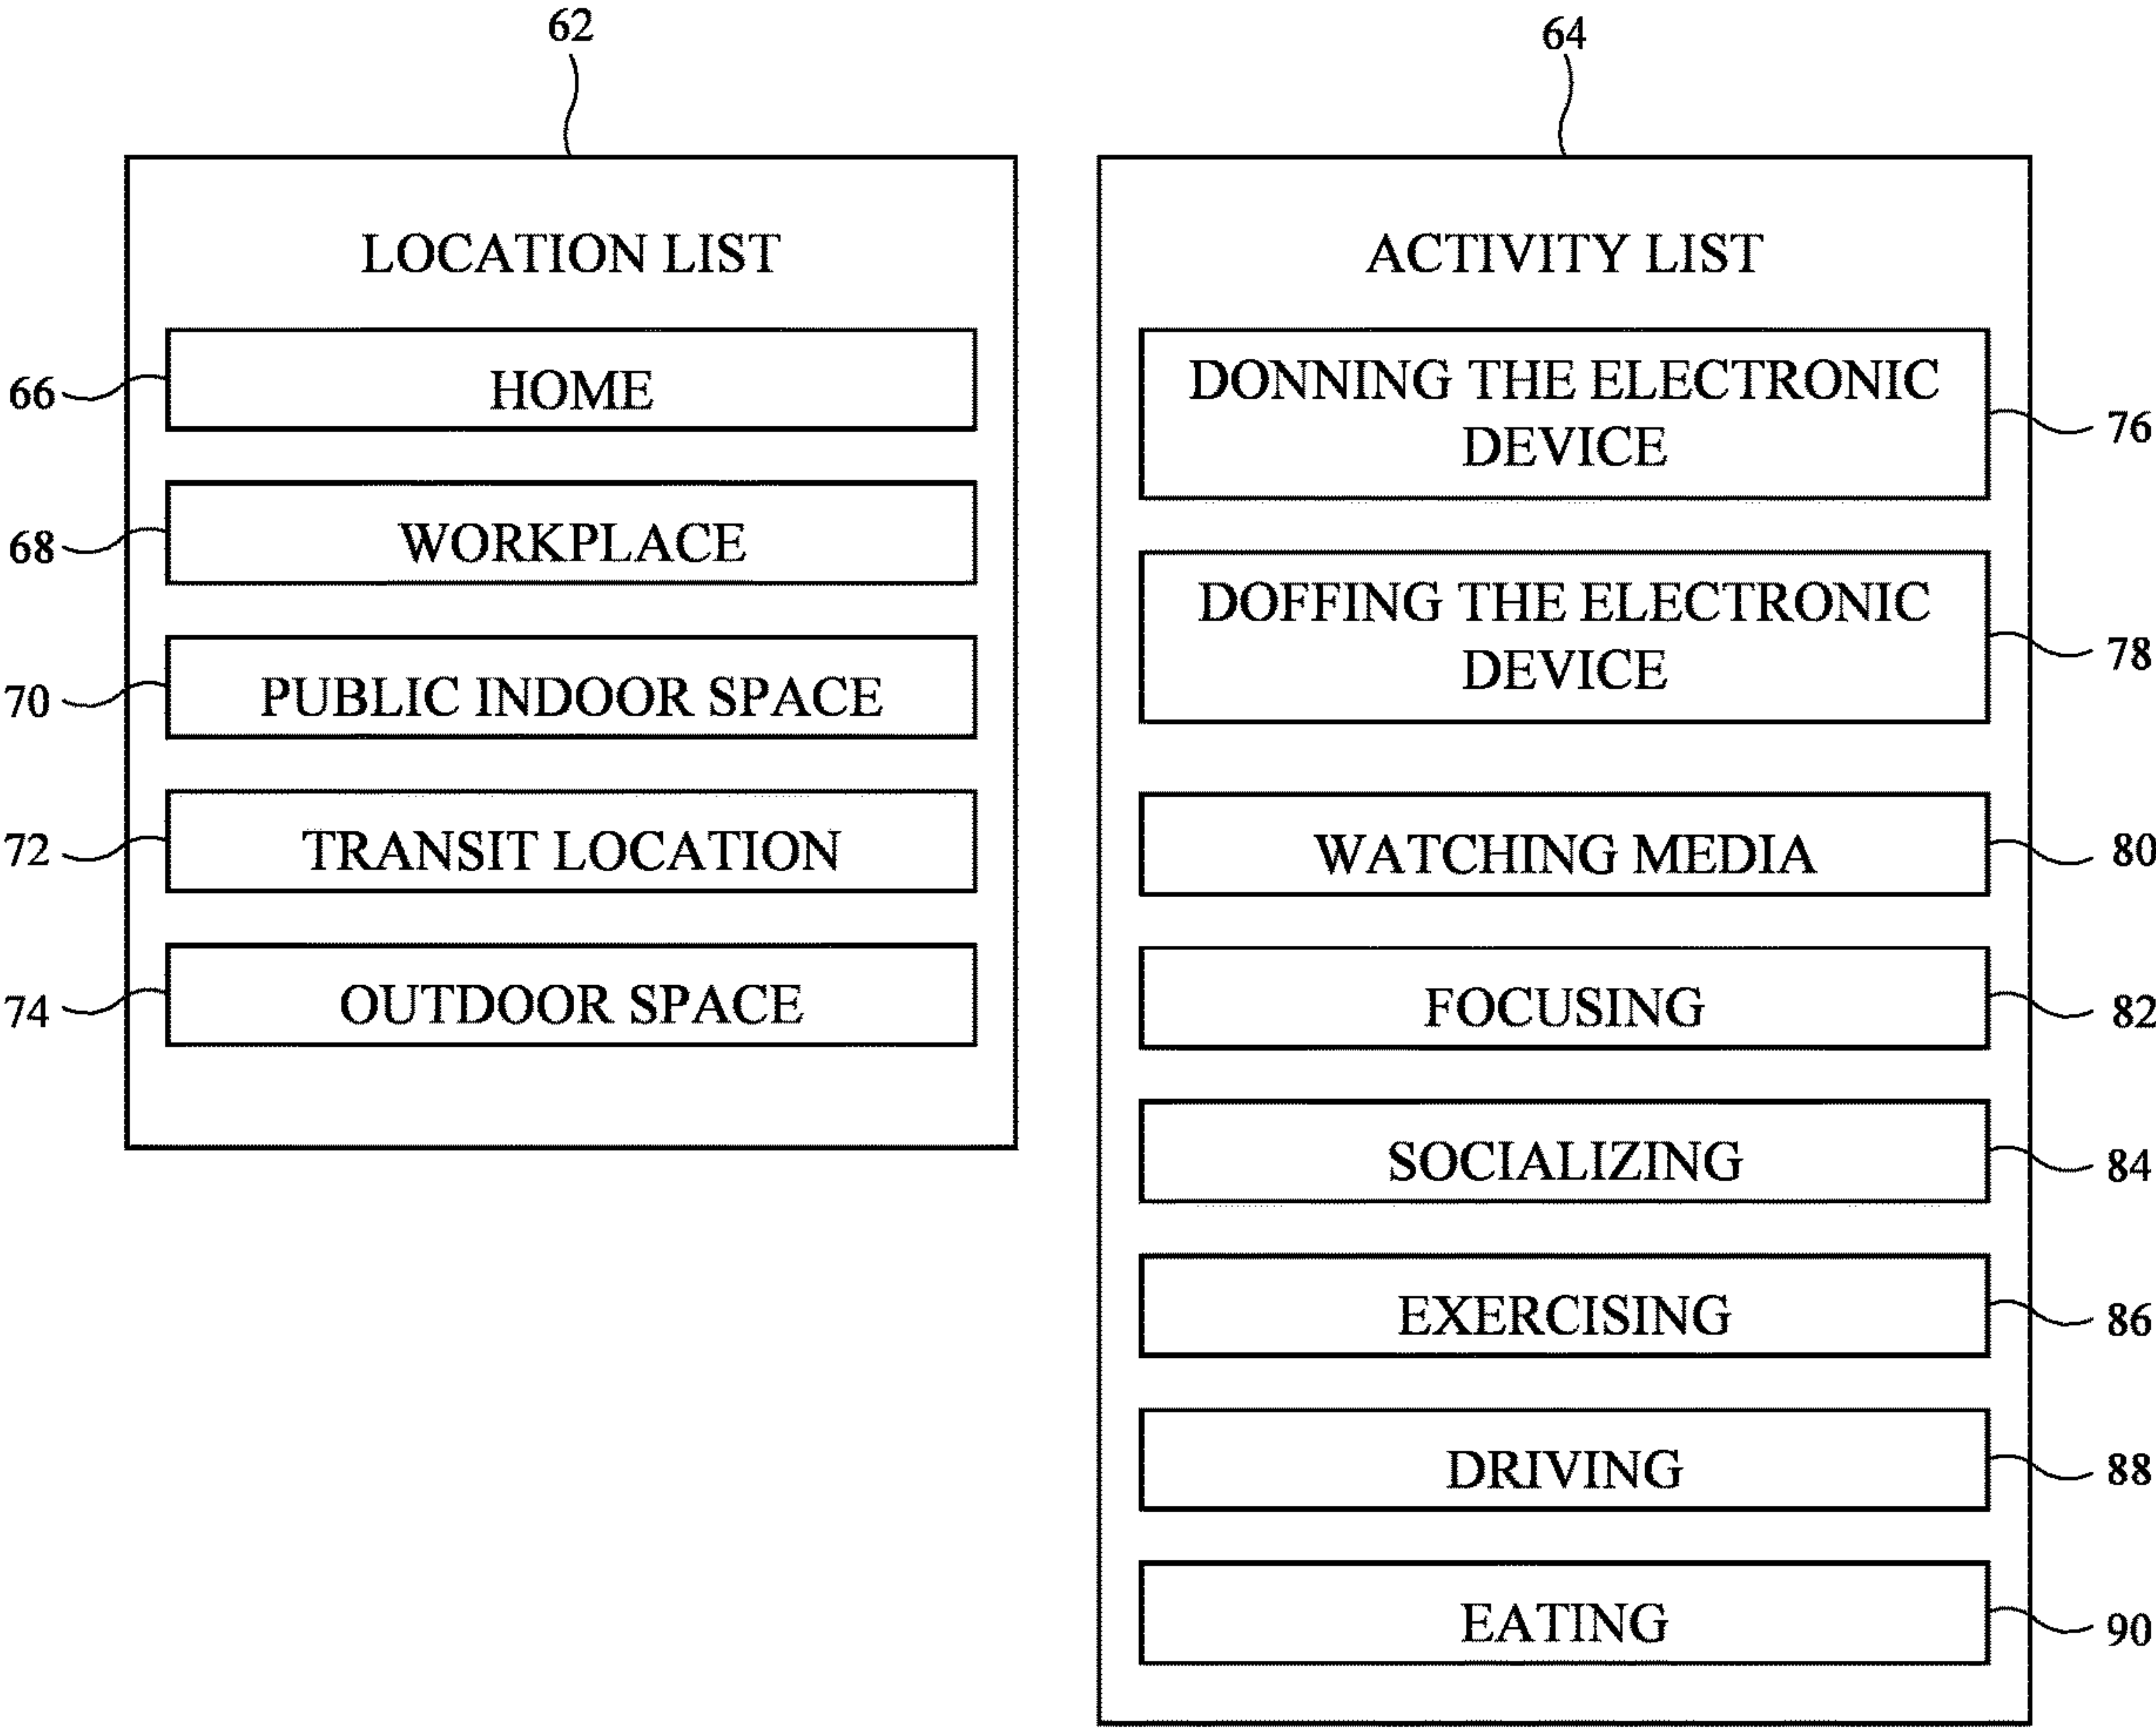 62
LOCATION LIST
66
HOME
68
WORKPLACE
70
PUBLIC INDOOR SPACE
72
TRANSIT LOCATION
74
OUTDOOR SPACE
64
ACTIVITY LIST
DONNING THE ELECTRONIC
DEVICE
76
DOFFING THE ELECTRONIC
DEVICE
78
WATCHING MEDIA
80
FOCUSING
82
SOCIALIZING
84
EXERCISING
86
DRIVING
88
EATING
90